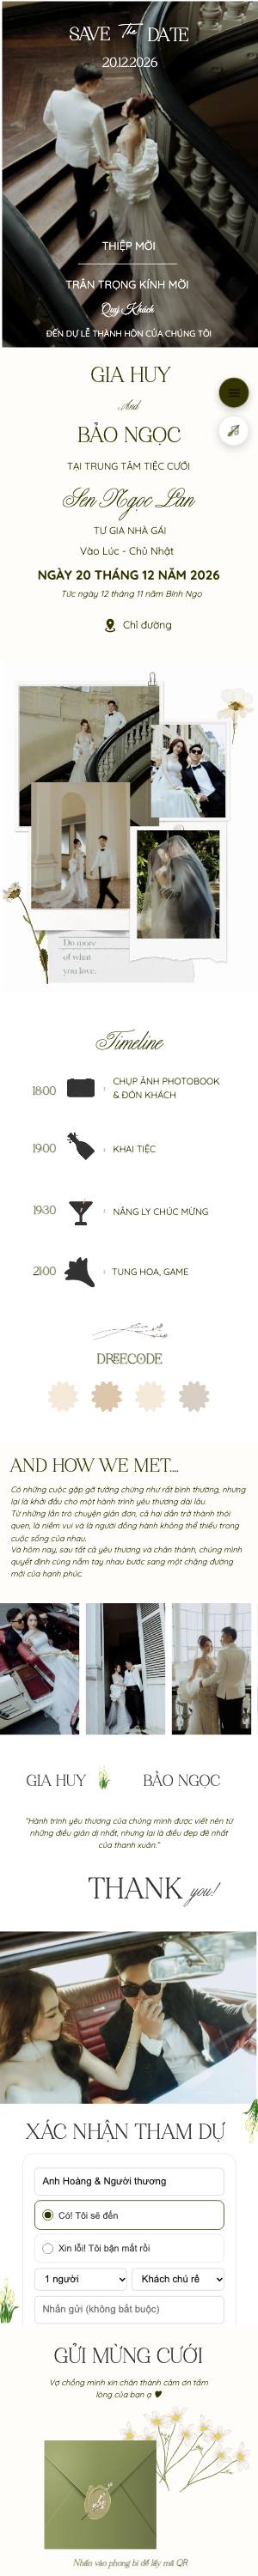 SAVE The DATE
20.12.2026
THIỆP MỜI
TRÂN TRỌNG KÍNH MỜI
Quý Khách
ĐẾN DỰ LỄ THÀNH HÔN CỦA CHÚNG TÔI
GIA HUY
And
BẢO NGỌC
TẠI TRUNG TÂM TIỆC CƯỚI
Sen Ngọc Lan
TƯ GIA NHÀ GÁI
Vào Lúc - Chủ Nhật
NGÀY 20 THÁNG 12 NĂM 2026
Tức ngày 12 tháng 11 năm Bính Ngọ
Chỉ đường
Do more
of what
you love.
Timeline
18:00
CHỤP ẢNH PHOTOBOOK
& ĐÓN KHÁCH
19:00
KHAI TIỆC
19:30
NÂNG LY CHÚC MỪNG
21:00
TUNG HOA, GAME
DRE:CODE
AND HOW WE MET....
Có những cuộc gặp gỡ tưởng chừng như rất bình thường, nhưng
lại là khởi đầu cho một hành trình yêu thương dài lâu.
Từ những lần trò chuyện giản đơn, cả hai dần trở thành thói
quen, là niềm vui và là người đồng hành không thể thiếu trong
cuộc sống của nhau.
Và hôm nay, sau tất cả yêu thương và chân thành, chúng mình
quyết định cùng nắm tay nhau bước sang một chặng đường
mới của hạnh phúc.
GIA HUY
BẢO NGỌC
"Hành trình yêu thương của chúng mình được viết nên từ
những điều giản dị nhất, nhưng lại là điều đẹp đẽ nhất
của thanh xuân."
THANK you!
XÁC NHẬN THAM DỰ
Anh Hoàng & Người thương
Có! Tôi sẽ đến
Xin lỗi! Tôi bận mất rồi
1 người
Khách chú rể
Nhắn gửi (không bắt buộc)
GỬI MỪNG CƯỚI
Vợ chồng mình xin chân thành cảm ơn tấm
lòng của bạn ạ
Nhấn vào phong bì để lấy mã QR